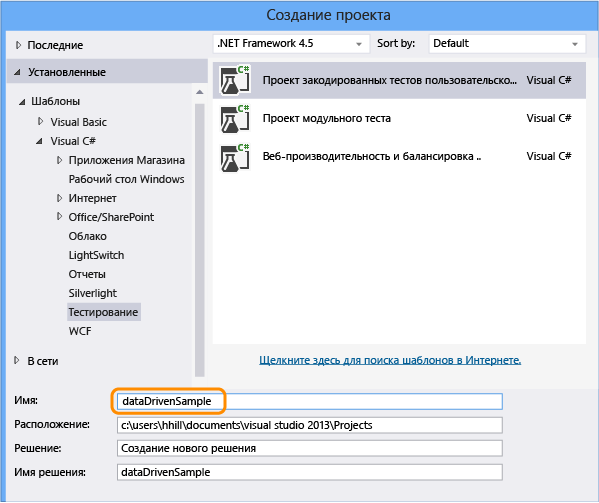 Создание проекта
Последние
.NET Framework 4.5 Sort by: Default
Установленные
Шаблоны
Visual Basic
Visual C#
Приложения Магазина
Рабочий стол Windows
Интернет
Office/SharePoint
Облако
LightSwitch
Отчеты
Silverlight
Тестирование
WCF
В сети
C# Проект закодированных тестов пользовательско... Visual C#
C# Проект модульного теста Visual C#
C# Веб-производительность и балансировка .. Visual C#
Щелкните здесь для поиска шаблонов в Интернете.
Имя: dataDrivenSample
Расположение: c:\users\hhill\documents\visual studio 2013\Projects
Решение: Создание нового решения
Имя решения: dataDrivenSample